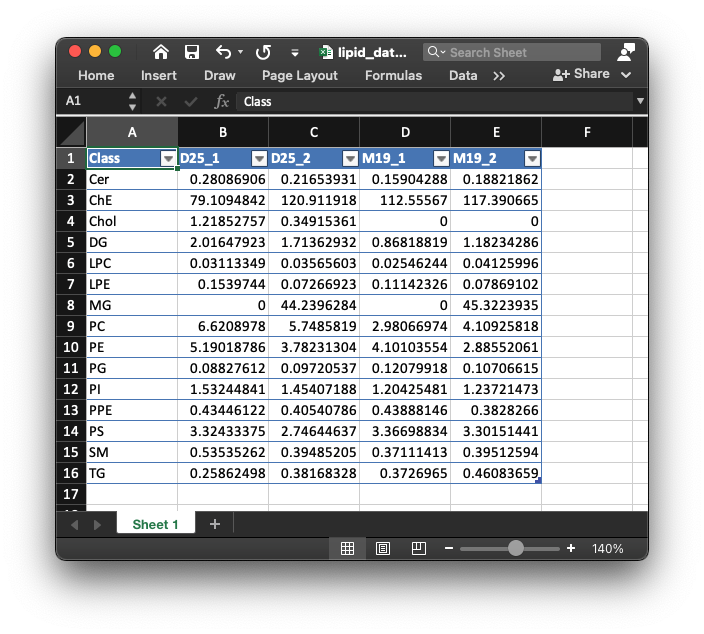 lipid_dat... Search Sheet
Home Insert Draw Page Layout Formulas Data >> Share
A1 fx Class
A B C D E F
1 Class D25_1 D25_2 M19_1 M19_2
2 Cer 0.28086906 0.21653931 0.15904288 0.18821862
3 ChE 79.1094842 120.911918 112.55567 117.390665
4 Chol 1.21852757 0.34915361 0 0
5 DG 2.01647923 1.71362932 0.86818819 1.18234286
6 LPC 0.03113349 0.03565603 0.02546244 0.04125996
7 LPE 0.1539744 0.07266923 0.11142326 0.07869102
8 MG 0 44.2396284 0 45.3223935
9 PC 6.6208978 5.7485819 2.98066974 4.10925818
10 PE 5.19018786 3.78231304 4.10103554 2.88552061
11 PG 0.08827612 0.09720537 0.12079918 0.10706615
12 PI 1.53244841 1.45407188 1.20425481 1.23721473
13 PPE 0.43446122 0.40540786 0.43888146 0.3828266
14 PS 3.32433375 2.74644637 3.36698834 3.30151441
15 SM 0.53535262 0.39485205 0.37111413 0.39512594
16 TG 0.25862498 0.38168328 0.3726965 0.46083659
17
Sheet 1 +
− + 140%